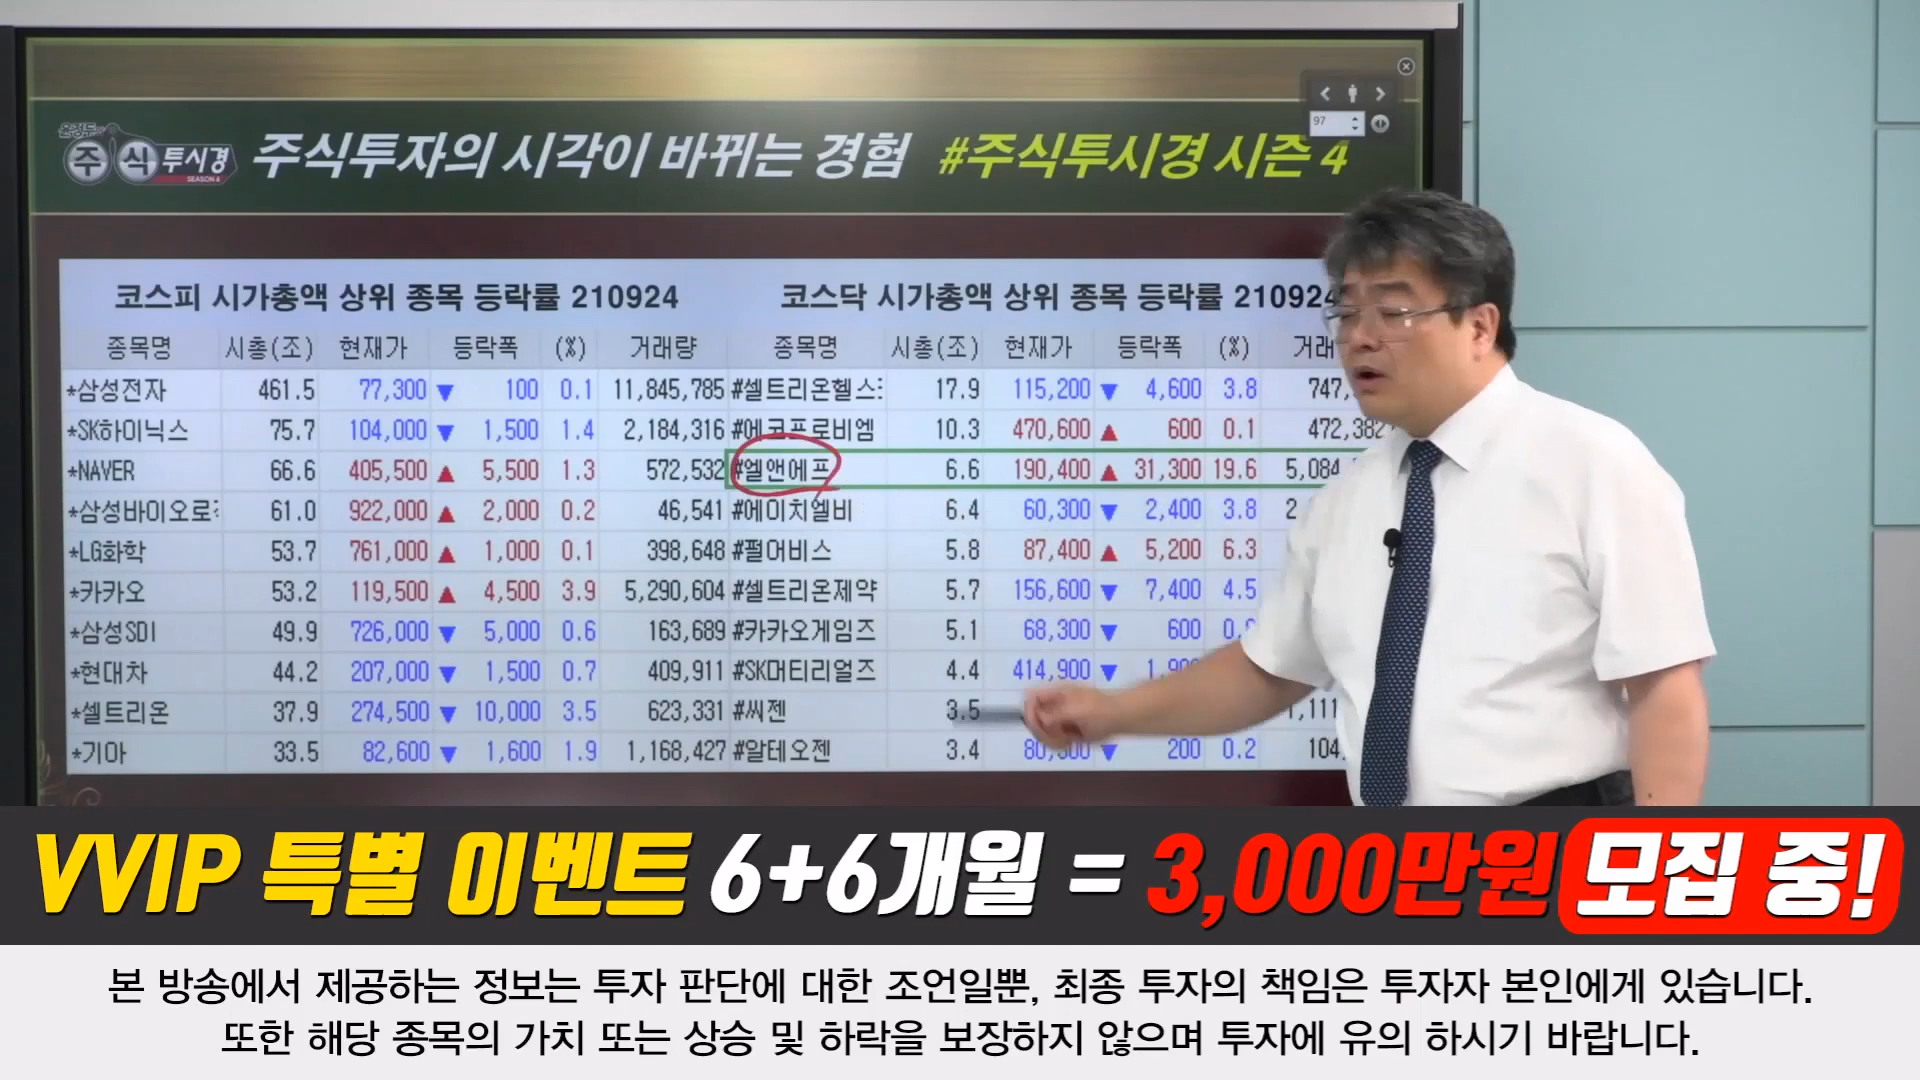 윤정두의
주식투시경
SEASON 4
주식투자의 시각이 바뀌는 경험 #주식투시경 시즌 4
97
코스피 시가총액 상위 종목 등락률 210924
종목명 시총(조) 현재가 등락폭 (%) 거래량
*삼성전자 461.5 77,300 ▼ 100 0.1 11,845,785
*SK하이닉스 75.7 104,000 ▼ 1,500 1.4 2,184,316
*NAVER 66.6 405,500 ▲ 5,500 1.3 572,532
*삼성바이오로 61.0 922,000 ▲ 2,000 0.2 46,541
*LG화학 53.7 761,000 ▲ 1,000 0.1 398,648
*카카오 53.2 119,500 ▲ 4,500 3.9 5,290,604
*삼성SDI 49.9 726,000 ▼ 5,000 0.6 163,689
*현대차 44.2 207,000 ▼ 1,500 0.7 409,911
*셀트리온 37.9 274,500 ▼ 10,000 3.5 623,331
*기아 33.5 82,600 ▼ 1,600 1.9 1,168,427
코스닥 시가총액 상위 종목 등락률 210924
종목명 시총(조) 현재가 등락폭 (%) 거래
#셀트리온헬스 17.9 115,200 ▼ 4,600 3.8 747,
#에코프로비엠 10.3 470,600 ▲ 600 0.1 472,382
#엘앤에프 6.6 190,400 ▲ 31,300 19.6 5,084
#에이치엘비 6.4 60,300 ▼ 2,400 3.8 2
#펄어비스 5.8 87,400 ▲ 5,200 6.3
#셀트리온제약 5.7 156,600 ▼ 7,400 4.5
#카카오게임즈 5.1 68,300 ▼ 600
#SK머티리얼즈 4.4 414,900 ▼
#씨젠 3.5 1,111
#알테오젠 3.4 ▼ 200 0.2 104
VVIP 특별 이벤트 6+6개월 = 3,000만원 모집 중!
본 방송에서 제공하는 정보는 투자 판단에 대한 조언일뿐, 최종 투자의 책임은 투자자 본인에게 있습니다.
또한 해당 종목의 가치 또는 상승 및 하락을 보장하지 않으며 투자에 유의 하시기 바랍니다.